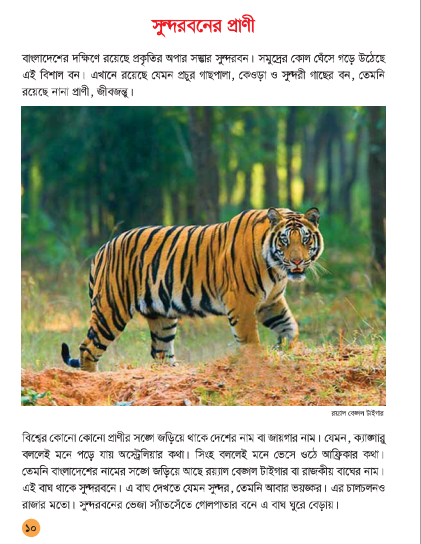 সুন্দরবনের প্রাণী
বাংলাদেশের দক্ষিণে রয়েছে প্রকৃতির অপার সম্ভার সুন্দরবন। সমুদ্রের কোল ঘেঁসে গড়ে উঠেছে
এই বিশাল বন। এখানে রয়েছে যেমন প্রচুর গাছপালা, কেওড়া ও সুন্দরী গাছের বন, তেমনি
রয়েছে নানা প্রাণী, জীবজন্তু।
রয়্যাল বেঙ্গল টাইগার
বিশ্বের কোনো কোনো প্রাণীর সঙ্গে জড়িয়ে থাকে দেশের নাম বা জায়গার নাম। যেমন, ক্যাঙ্গারু
বললেই মনে পড়ে যায় অস্ট্রেলিয়ার কথা। সিংহ বললেই মনে ভেসে ওঠে আফ্রিকার কথা।
তেমনি বাংলাদেশের নামের সঙ্গে জড়িয়ে আছে রয়্যাল বেঙ্গল টাইগার বা রাজকীয় বাঘের নাম।
এই বাঘ থাকে সুন্দরবনে। এ বাঘ দেখতে যেমন সুন্দর, তেমনি আবার ভয়ঙ্কর। এর চালচলনও
রাজার মতো। সুন্দরবনের ভেজা স্যাঁতসেঁতে গোলপাতার বনে এ বাঘ ঘুরে বেড়ায়।
১০